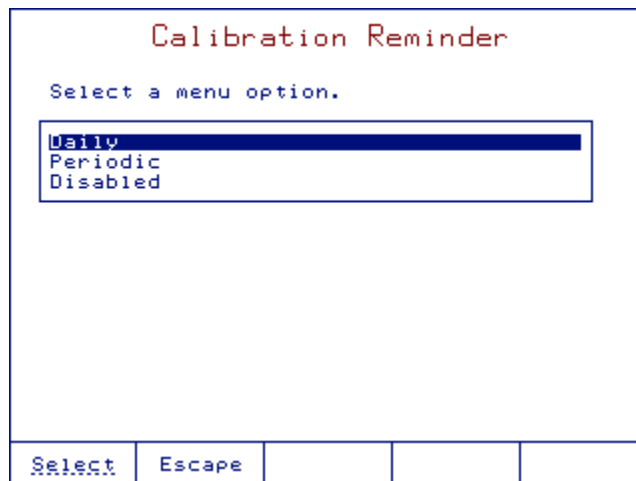 Calibration Reminder
Select a menu option.
Daily
Periodic
Disabled
Select Escape